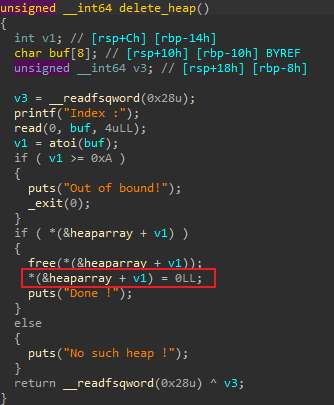 unsigned __int64 delete_heap()
{
int v1; // [rsp+Ch] [rbp-14h]
char buf[8]; // [rsp+10h] [rbp-10h] BYREF
unsigned __int64 v3; // [rsp+18h] [rbp-8h]

v3 = __readfsqword(0x28u);
printf("Index :");
read(0, buf, 4uLL);
v1 = atoi(buf);
if ( v1 >= 0xA )
{
puts("Out of bound!");
_exit(0);
}
if ( *(&heaparray + v1) )
{
free(*(&heaparray + v1));
*(&heaparray + v1) = 0LL;
puts("Done !");
}
else
{
puts("No such heap !");
}
return __readfsqword(0x28u) ^ v3;
}